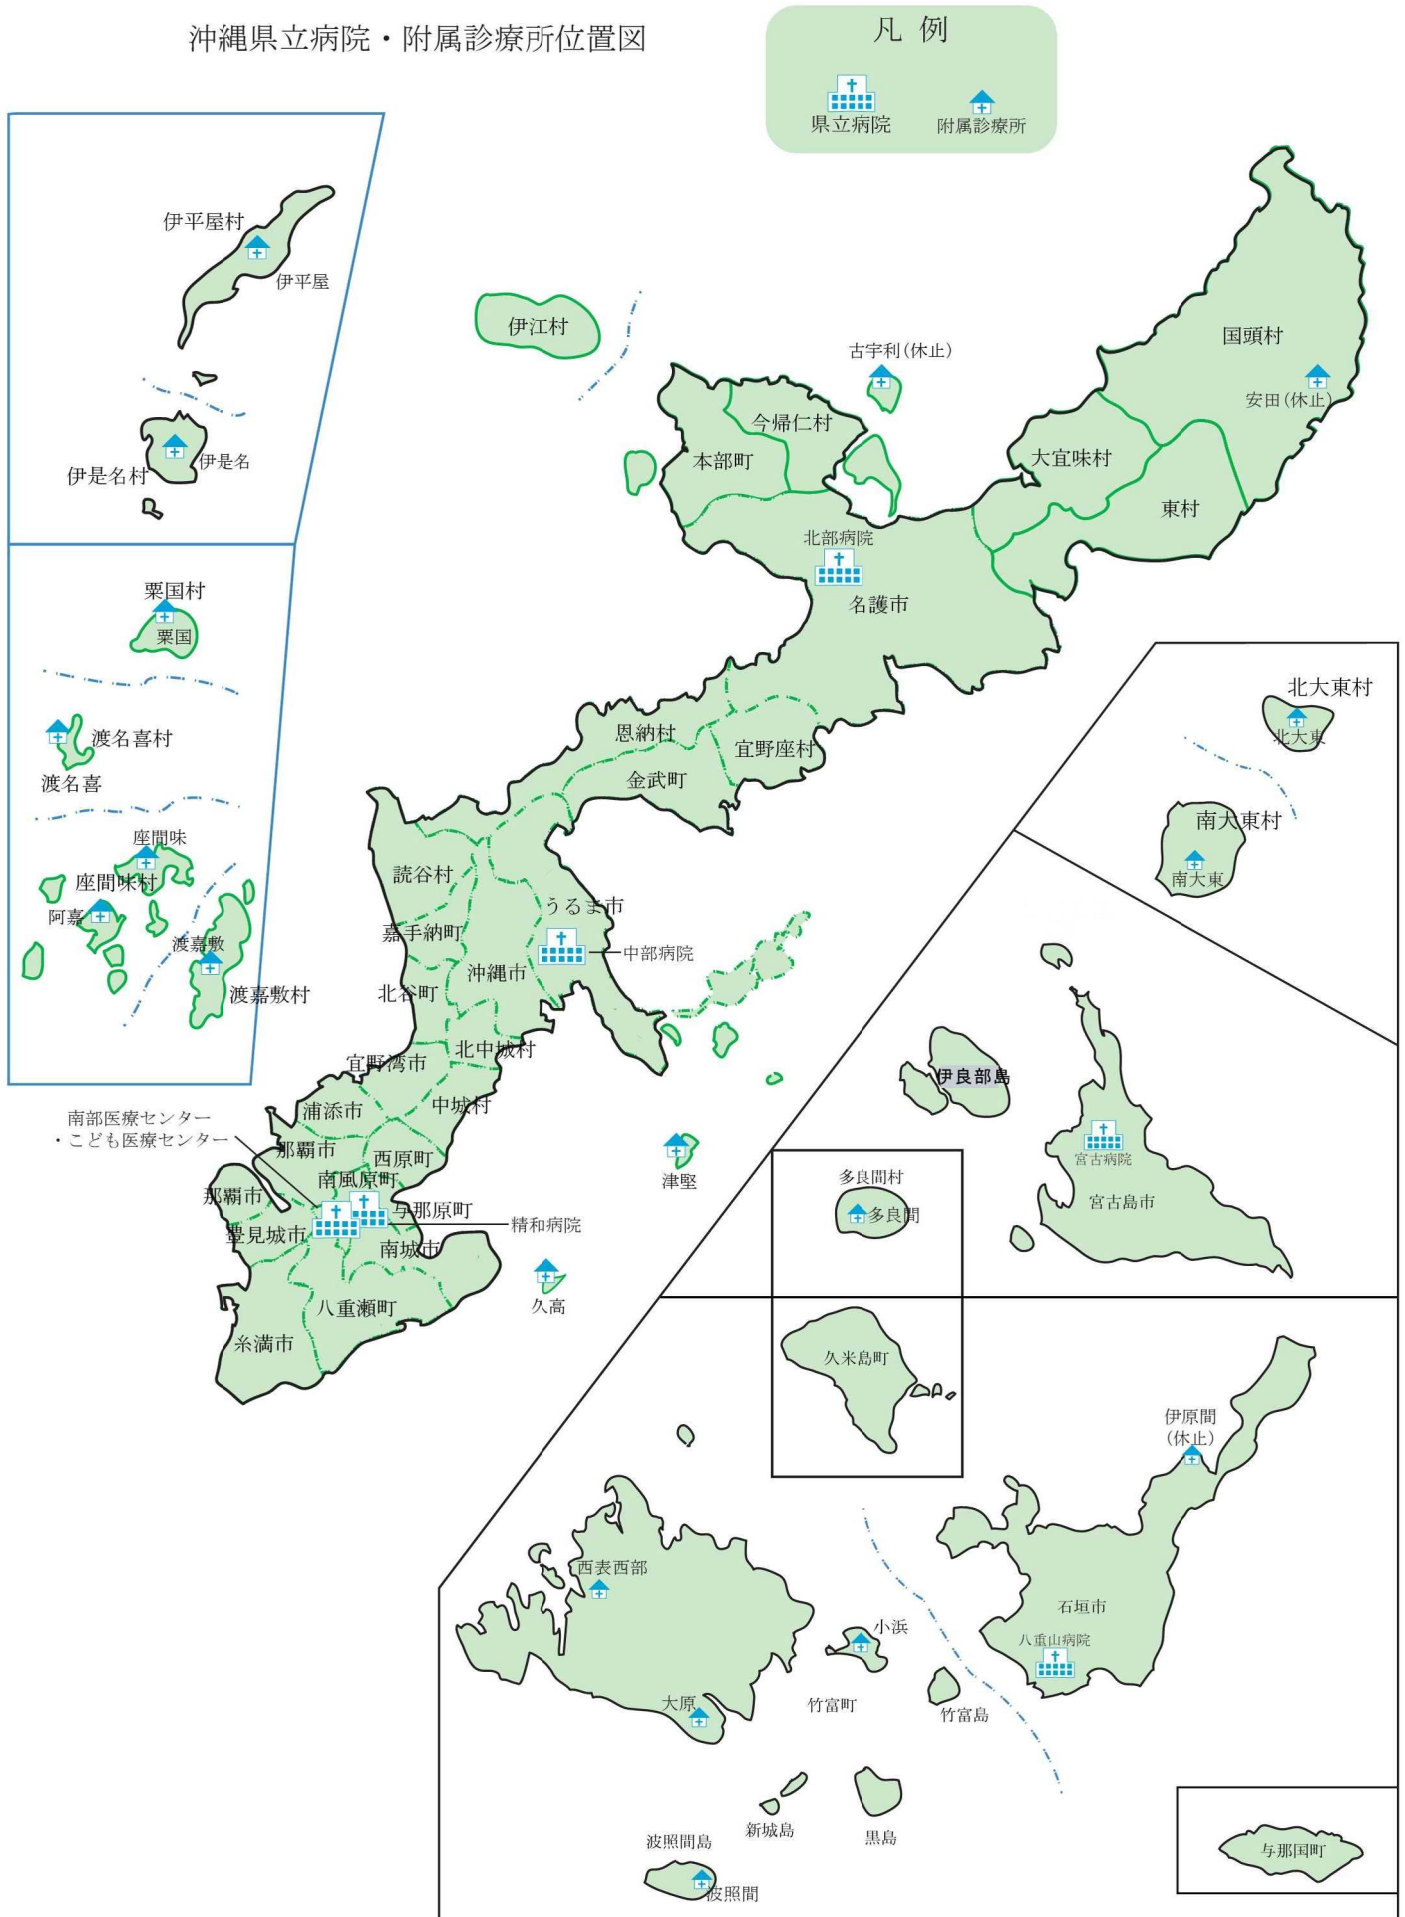 沖縄県立病院・附属診療所位置図
凡 例
県立病院
附属診療所
伊平屋村
伊平屋
伊是名
伊是名村
伊江村
古宇利(休止)
国頭村
安田(休止)
今帰仁村
本部町
大宜味村
東村
北部病院
名護市
粟国村
粟国
渡名喜村
渡名喜
座間味
座間味村
阿嘉
渡嘉敷
渡嘉敷村
恩納村
宜野座村
金武町
読谷村
うるま市
嘉手納町
中部病院
沖縄市
北谷町
北中城村
宜野湾市
中城村
浦添市
南部医療センター
・こども医療センター
那覇市
西原町
南風原町
那覇市
与那原町
豊見城市
精和病院
南城市
八重瀬町
糸満市
津堅
久高
北大東村
北大東
南大東村
南大東
伊良部島
宮古病院
宮古島市
多良間村
多良間
久米島町
伊原間
(休止)
西表西部
石垣市
小浜
八重山病院
大原
竹富町
竹富島
新城島
黒島
波照間島
波照間
与那国町